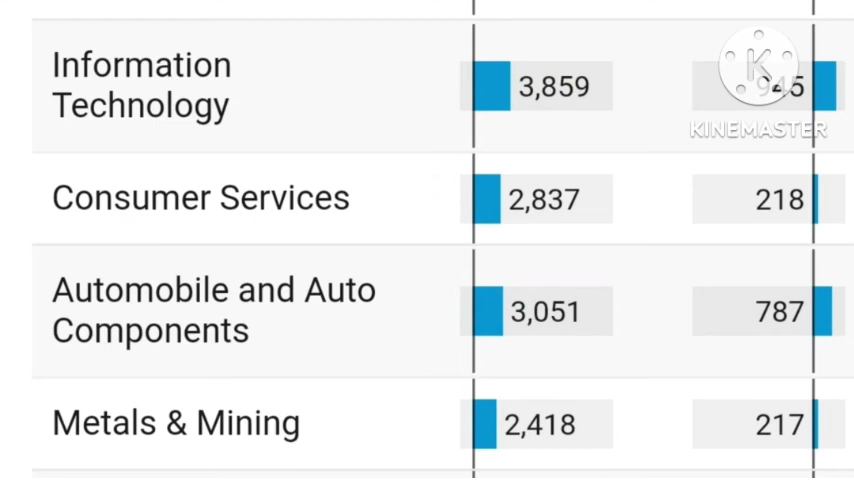 Information
Technology
3,859
945
K
KINEMASTER
Consumer Services
2,837
218
Automobile and Auto
Components
3,051
787
Metals & Mining
2,418
217